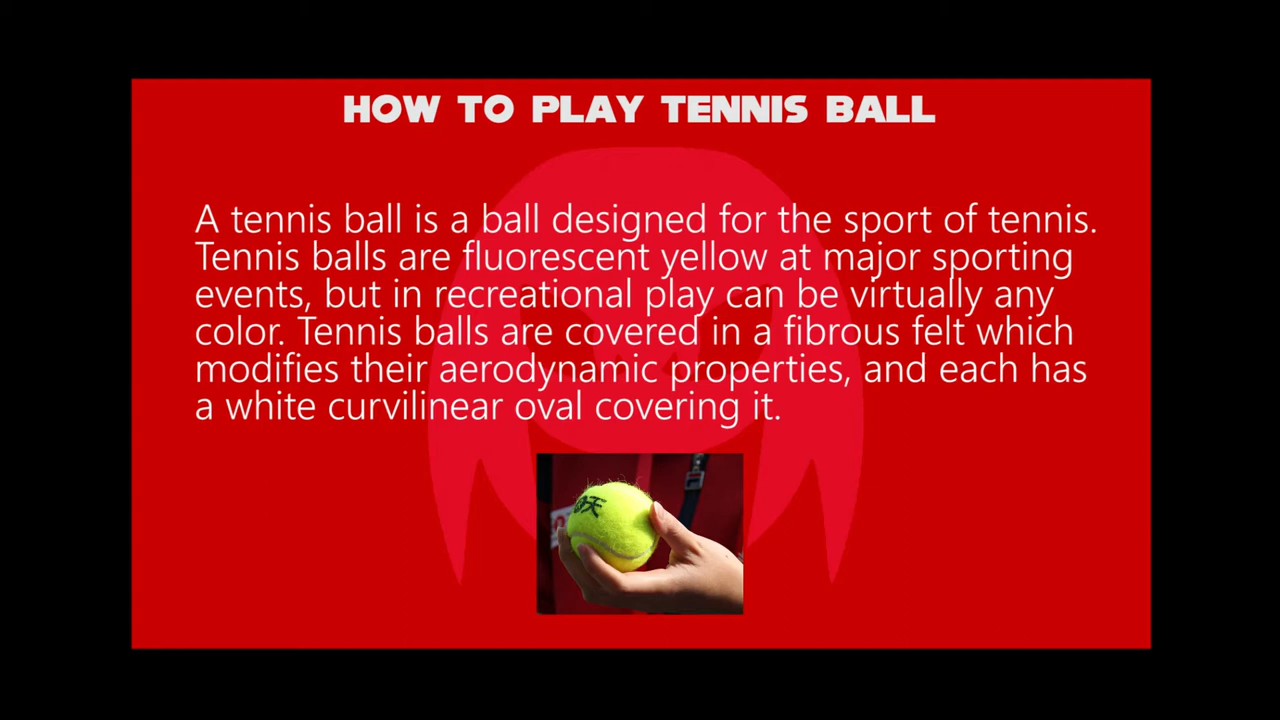 HOW TO PLAY TENNIS BALL
A tennis ball is a ball designed for the sport of tennis.
Tennis balls are fluorescent yellow at major sporting
events, but in recreational play can be virtually any
color. Tennis balls are covered in a fibrous felt which
modifies their aerodynamic properties, and each has
a white curvilinear oval covering it.